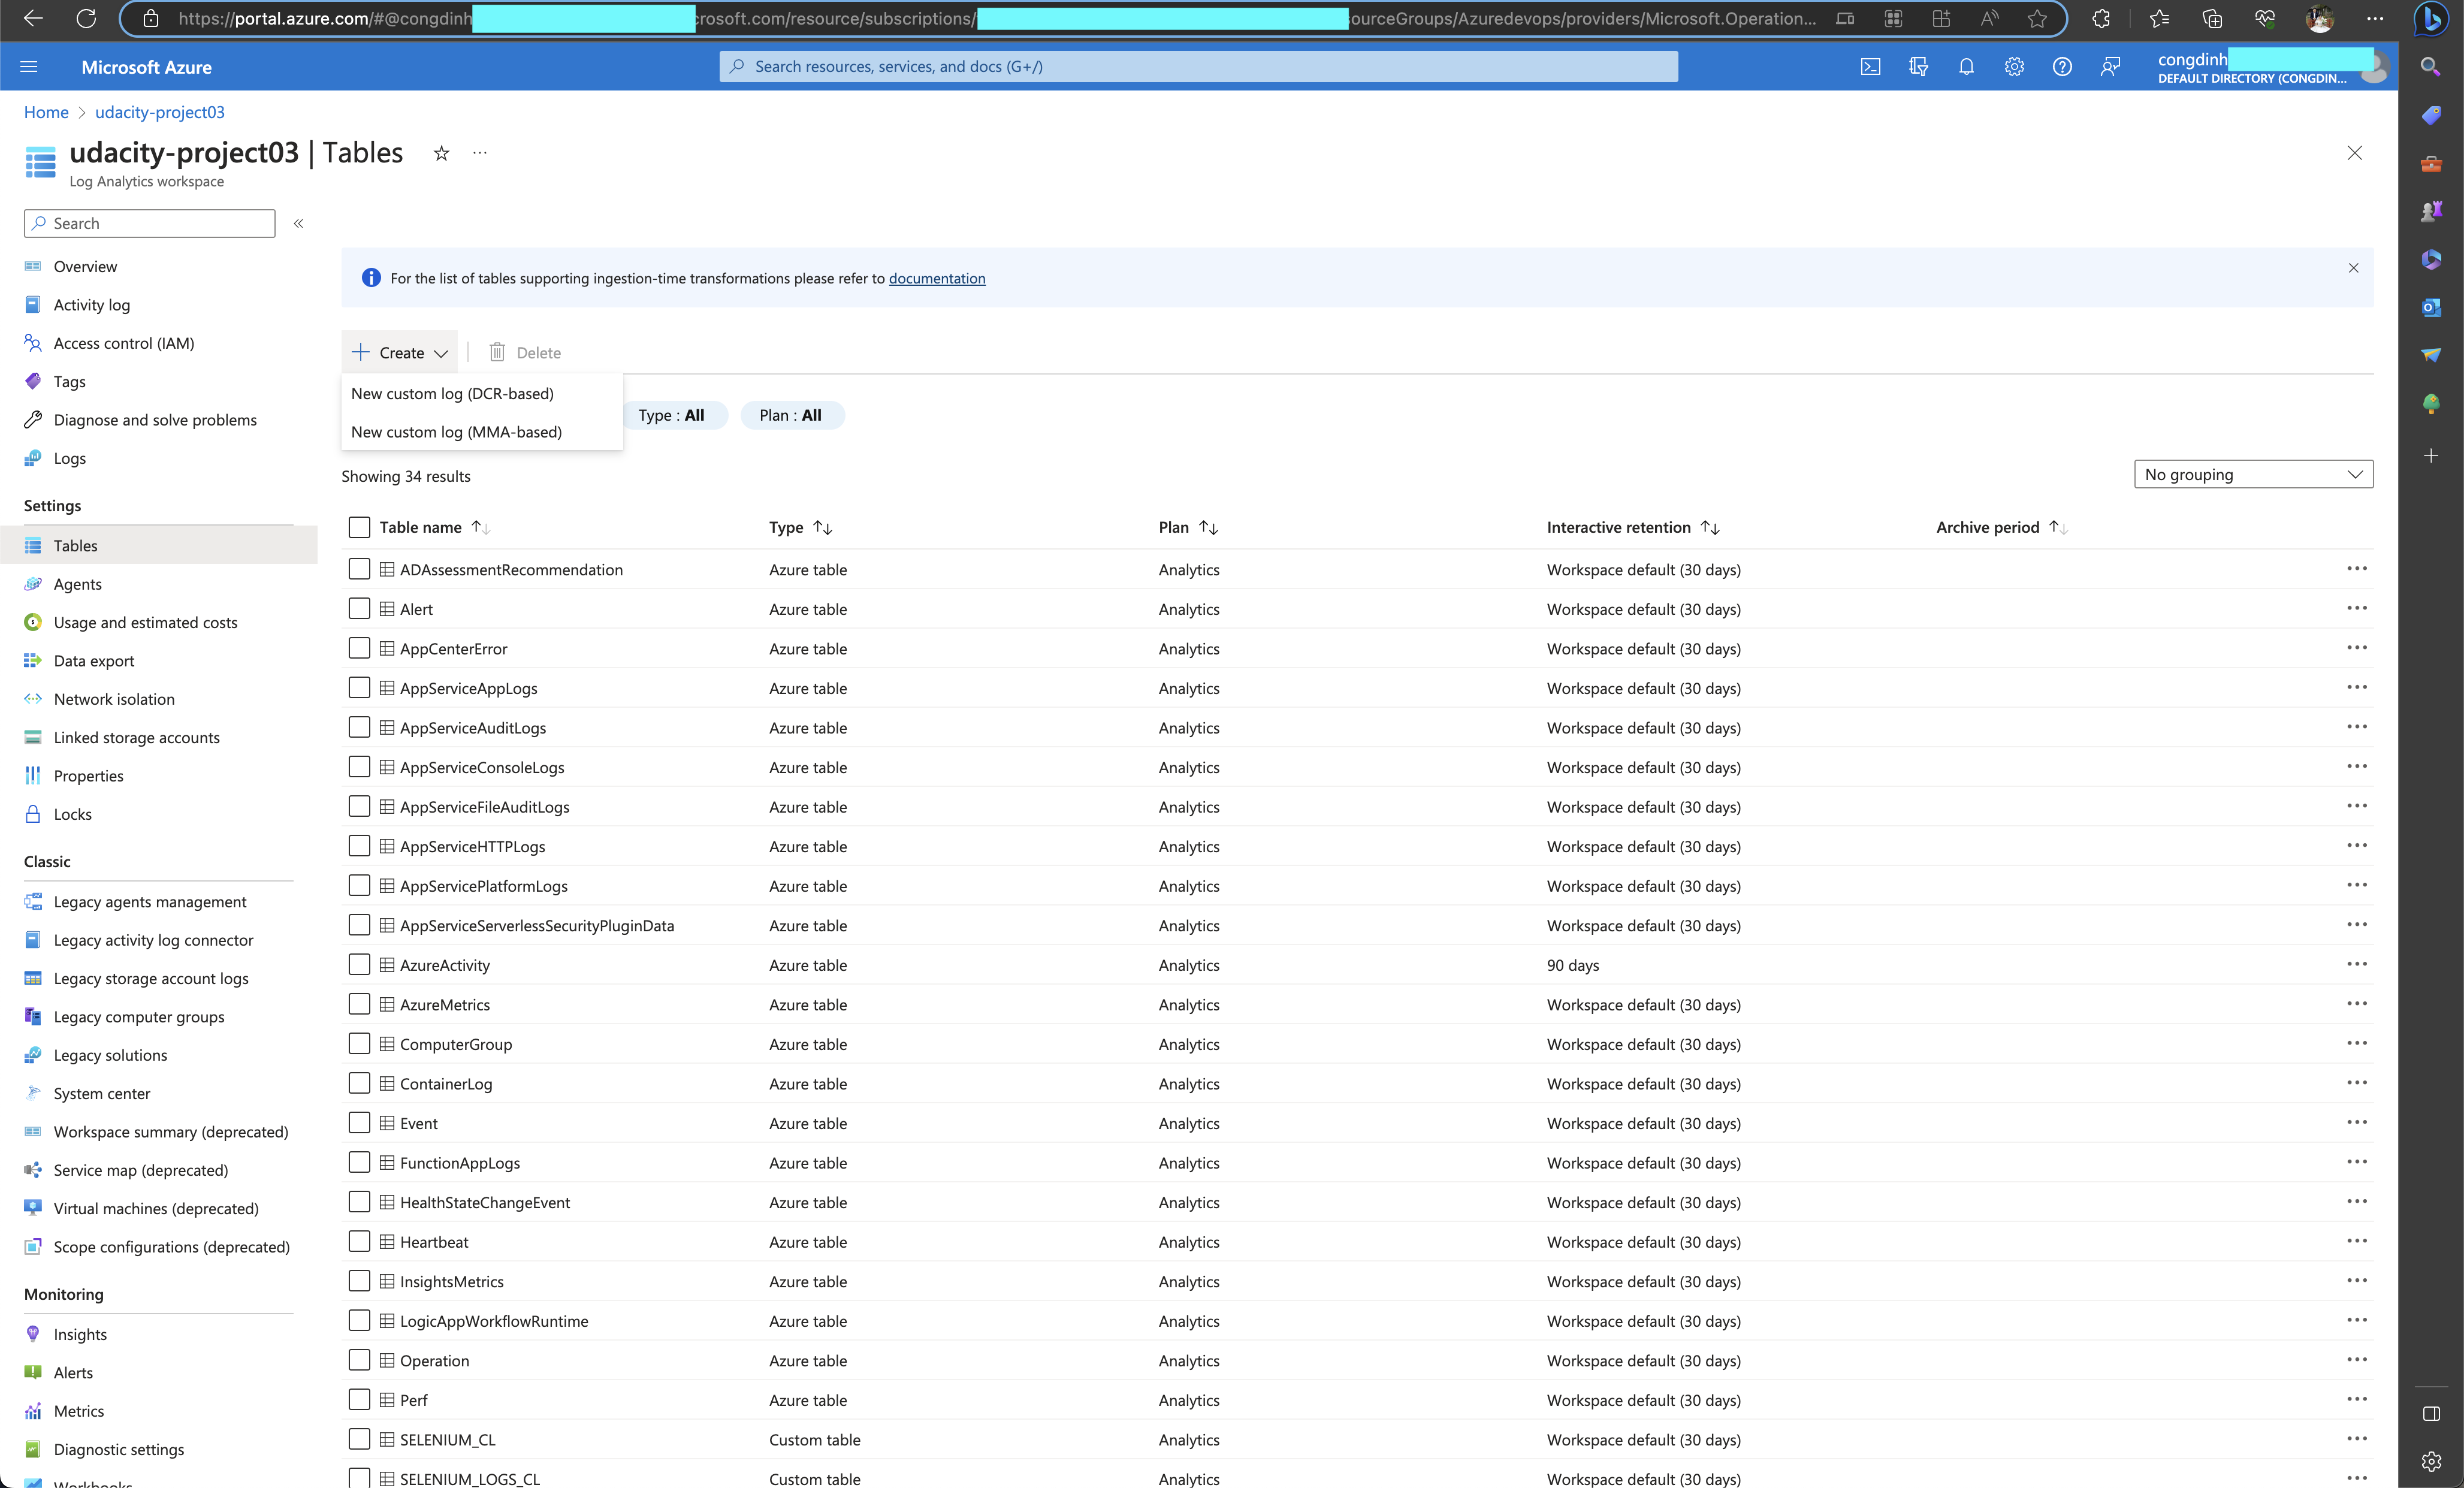 https://portal.azure.com/#@congdinh crosoft.com/resource/subscriptions/ ourceGroups/Azuredevops/providers/Microsoft.Operation...
Microsoft Azure
Search resources, services, and docs (G+/)
congdinh
DEFAULT DIRECTORY (CONGDIN...
Home > udacity-project03
udacity-project03 | Tables
Log Analytics workspace
Search
Overview
Activity log
Access control (IAM)
Tags
Diagnose and solve problems
Logs
Settings
Tables
Agents
Usage and estimated costs
Data export
Network isolation
Linked storage accounts
Properties
Locks
Classic
Legacy agents management
Legacy activity log connector
Legacy storage account logs
Legacy computer groups
Legacy solutions
System center
Workspace summary (deprecated)
Service map (deprecated)
Virtual machines (deprecated)
Scope configurations (deprecated)
Monitoring
Insights
Alerts
Metrics
Diagnostic settings
Workbooks
For the list of tables supporting ingestion-time transformations please refer to documentation
Create Delete
New custom log (DCR-based)
New custom log (MMA-based)
Type : All Plan : All
Showing 34 results
No grouping
Table name Type Plan Interactive retention Archive period
ADAssessmentRecommendation Azure table Analytics Workspace default (30 days)
Alert Azure table Analytics Workspace default (30 days)
AppCenterError Azure table Analytics Workspace default (30 days)
AppServiceAppLogs Azure table Analytics Workspace default (30 days)
AppServiceAuditLogs Azure table Analytics Workspace default (30 days)
AppServiceConsoleLogs Azure table Analytics Workspace default (30 days)
AppServiceFileAuditLogs Azure table Analytics Workspace default (30 days)
AppServiceHTTPLogs Azure table Analytics Workspace default (30 days)
AppServicePlatformLogs Azure table Analytics Workspace default (30 days)
AppServiceServerlessSecurityPluginData Azure table Analytics Workspace default (30 days)
AzureActivity Azure table Analytics 90 days
AzureMetrics Azure table Analytics Workspace default (30 days)
ComputerGroup Azure table Analytics Workspace default (30 days)
ContainerLog Azure table Analytics Workspace default (30 days)
Event Azure table Analytics Workspace default (30 days)
FunctionAppLogs Azure table Analytics Workspace default (30 days)
HealthStateChangeEvent Azure table Analytics Workspace default (30 days)
Heartbeat Azure table Analytics Workspace default (30 days)
InsightsMetrics Azure table Analytics Workspace default (30 days)
LogicAppWorkflowRuntime Azure table Analytics Workspace default (30 days)
Operation Azure table Analytics Workspace default (30 days)
Perf Azure table Analytics Workspace default (30 days)
SELENIUM_CL Custom table Analytics Workspace default (30 days)
SELENIUM_LOGS_CL Custom table Analytics Workspace default (30 days)